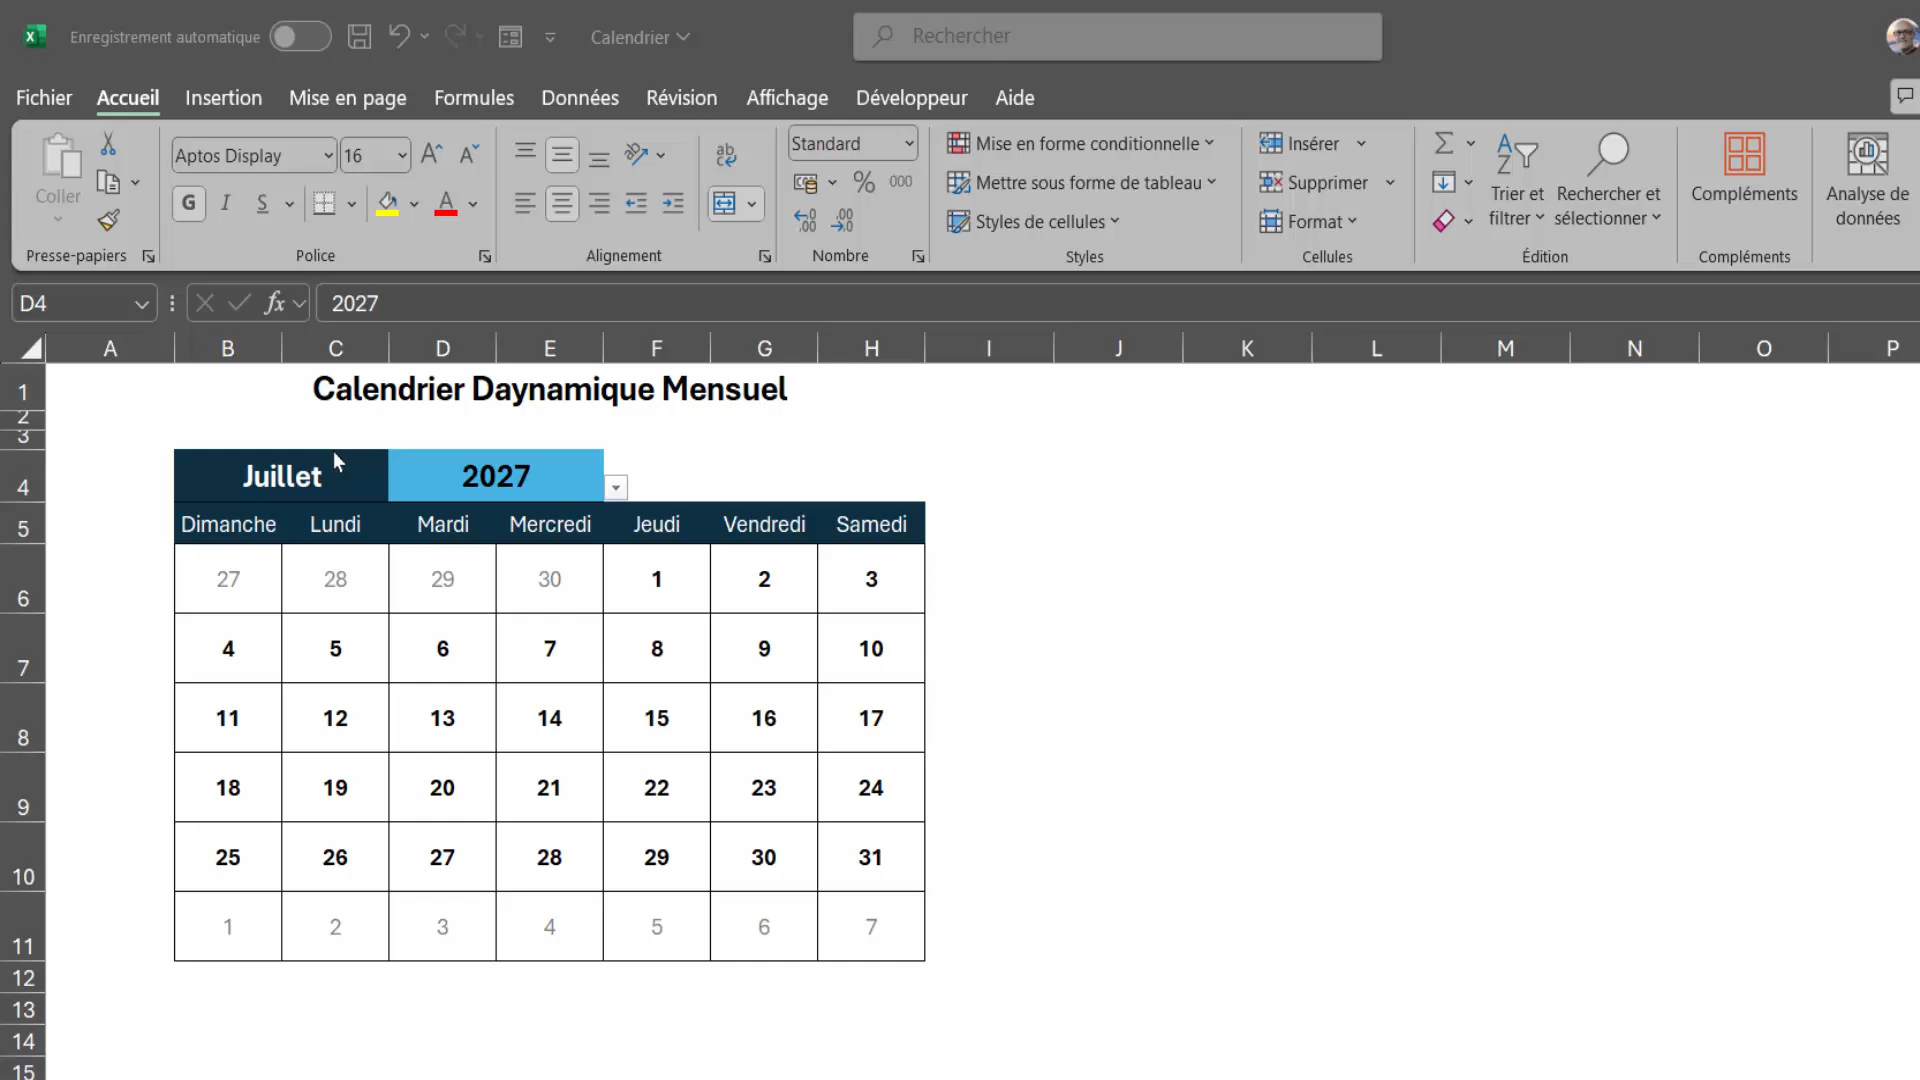 Enregistrement automatique Calendrier Rechercher
Fichier Accueil Insertion Mise en page Formules Données Révision Affichage Développeur Aide
Coller
Presse-papiers
Aptos Display 16
G I S
Police
ab
Alignement
Standard
% 000
Nombre
Mise en forme conditionnelle
Mettre sous forme de tableau
Styles de cellules
Styles
Insérer
Supprimer
Format
Cellules
Trier et filtrer
Rechercher et sélectionner
Édition
Compléments
Compléments
Analyse de données
D4 fx 2027
A B C D E F G H I J K L M N O P
1 Calendrier Daynamique Mensuel
2
3
4 Juillet 2027
5 Dimanche Lundi Mardi Mercredi Jeudi Vendredi Samedi
6 27 28 29 30 1 2 3
7 4 5 6 7 8 9 10
8 11 12 13 14 15 16 17
9 18 19 20 21 22 23 24
10 25 26 27 28 29 30 31
11 1 2 3 4 5 6 7
12
13
14
15